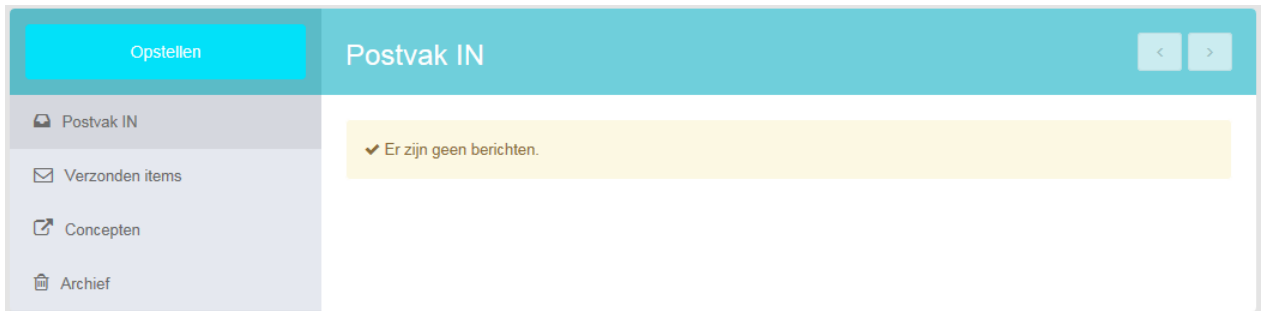 Opstellen
Postvak IN
< >
Postvak IN
Er zijn geen berichten.
Verzonden items
Concepten
Archief